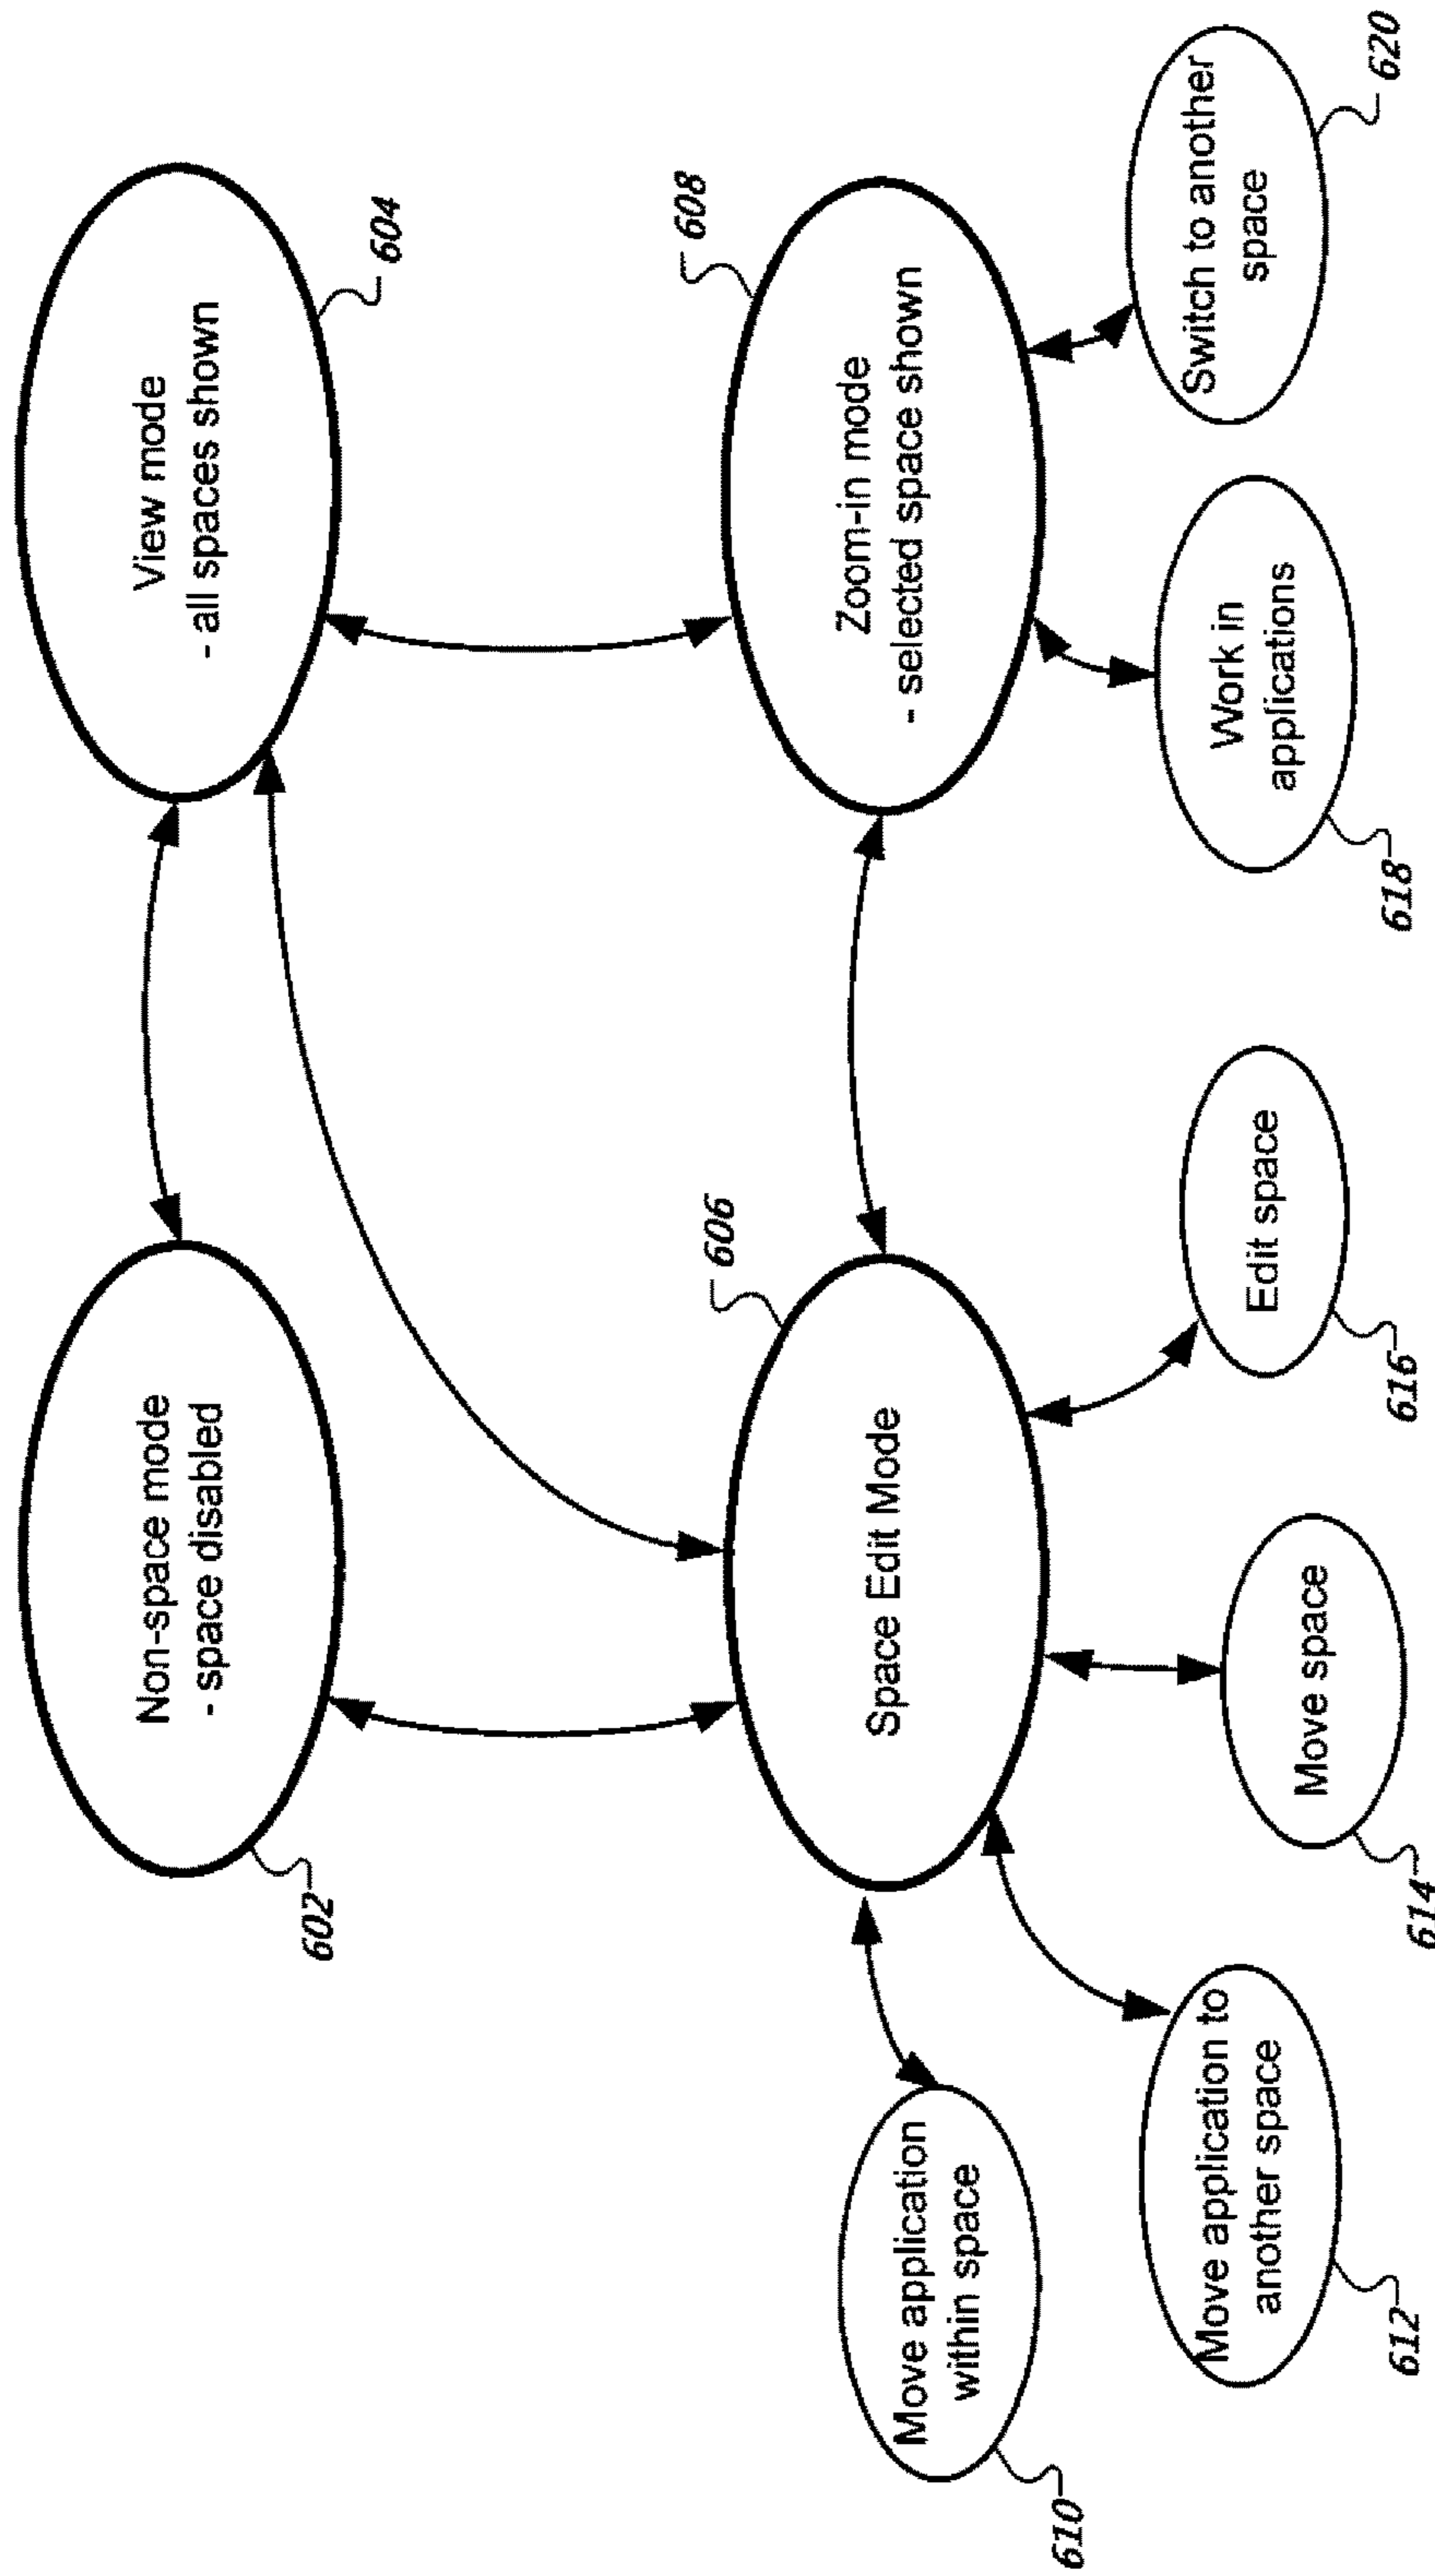 Non-space mode
- space disabled
602
View mode
- all spaces shown
604
606
Space Edit Mode
608
Zoom-in mode
- selected space shown
Move application
within space
610
Move application to
another space
612
Move space
614
Edit space
616
Work in
applications
618
Switch to another
space
620